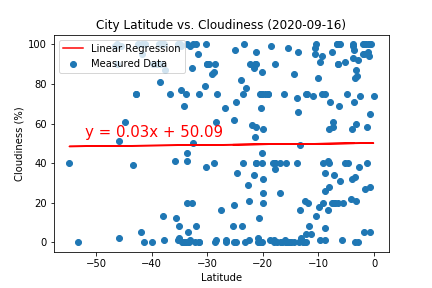 City Latitude vs. Cloudiness (2020-09-16)
100
80
60
40
20
0
Cloudiness (%)
Linear Regression
Measured Data
y = 0.03x + 50.09
−50
−40
−30
−20
−10
0
Latitude